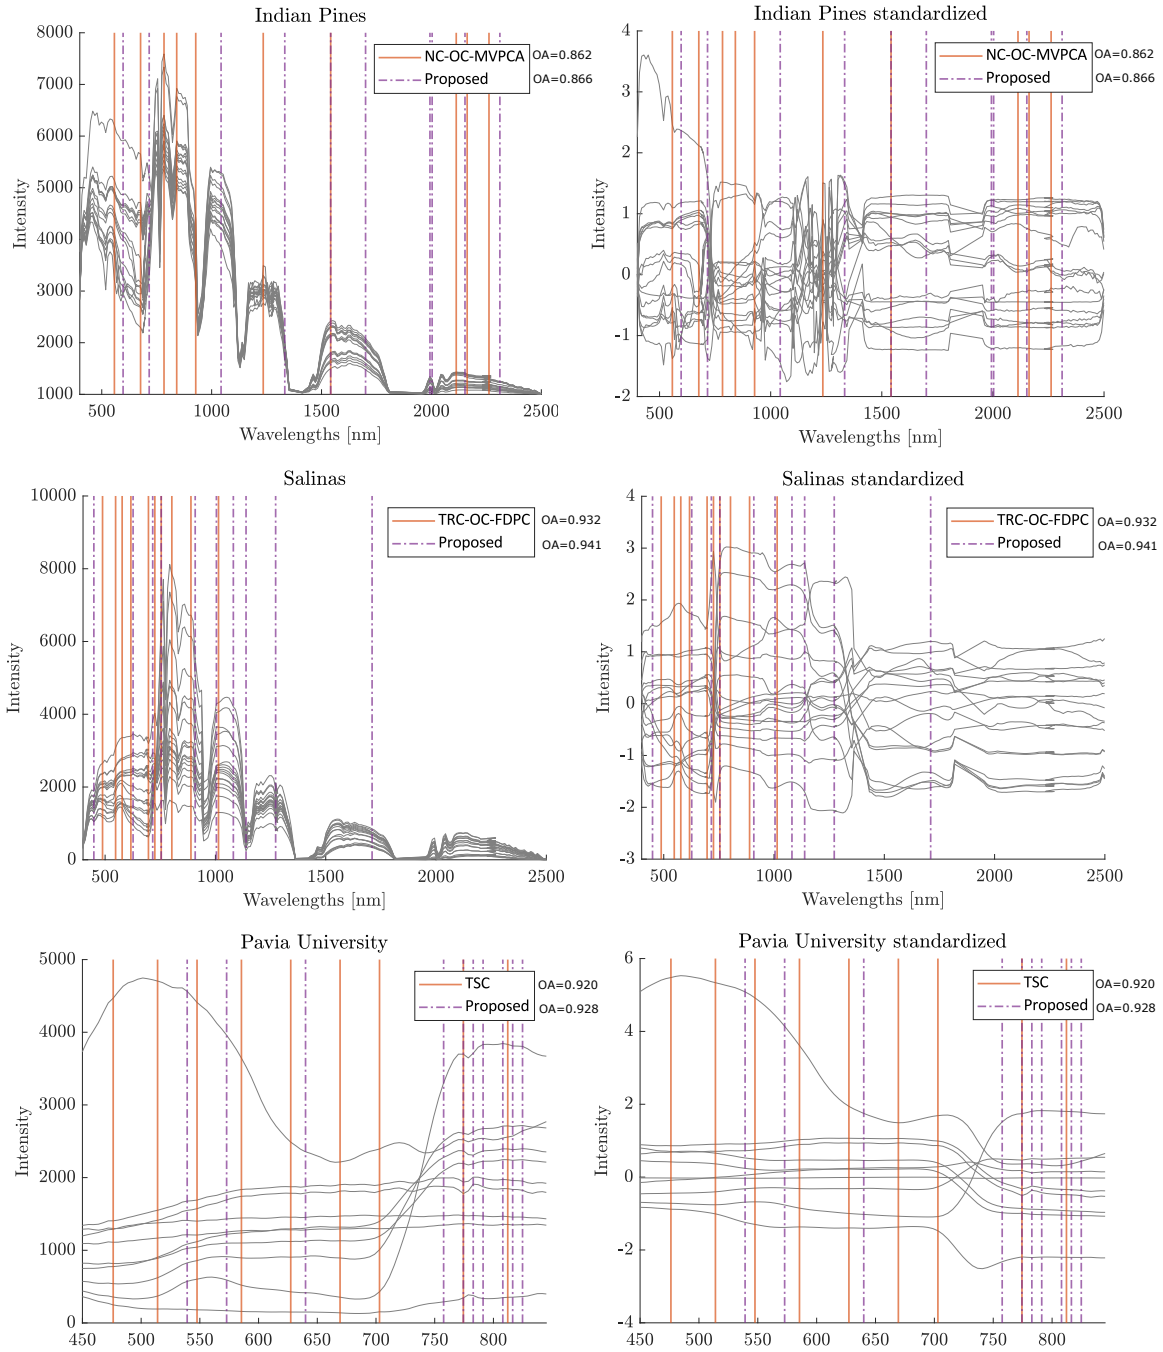 Indian Pines
8000
7000
6000
5000
4000
3000
2000
1000
Intensity
NC-OC-MVPCA OA=0.862
Proposed OA=0.866
500 1000 1500 2000 2500
Wavelengths [nm]
Indian Pines standardized
4
3
2
1
0
-1
-2
Intensity
NC-OC-MVPCA OA=0.862
Proposed OA=0.866
500 1000 1500 2000 2500
Wavelengths [nm]
Salinas
10000
8000
6000
4000
2000
0
Intensity
TRC-OC-FDPC OA=0.932
Proposed OA=0.941
500 1000 1500 2000 2500
Wavelengths [nm]
Salinas standardized
4
3
2
1
0
-1
-2
-3
Intensity
TRC-OC-FDPC OA=0.932
Proposed OA=0.941
500 1000 1500 2000 2500
Wavelengths [nm]
Pavia University
5000
4000
3000
2000
1000
0
Intensity
TSC OA=0.920
Proposed OA=0.928
450 500 550 600 650 700 750 800
Pavia University standardized
6
4
2
0
-2
-4
Intensity
TSC OA=0.920
Proposed OA=0.928
450 500 550 600 650 700 750 800